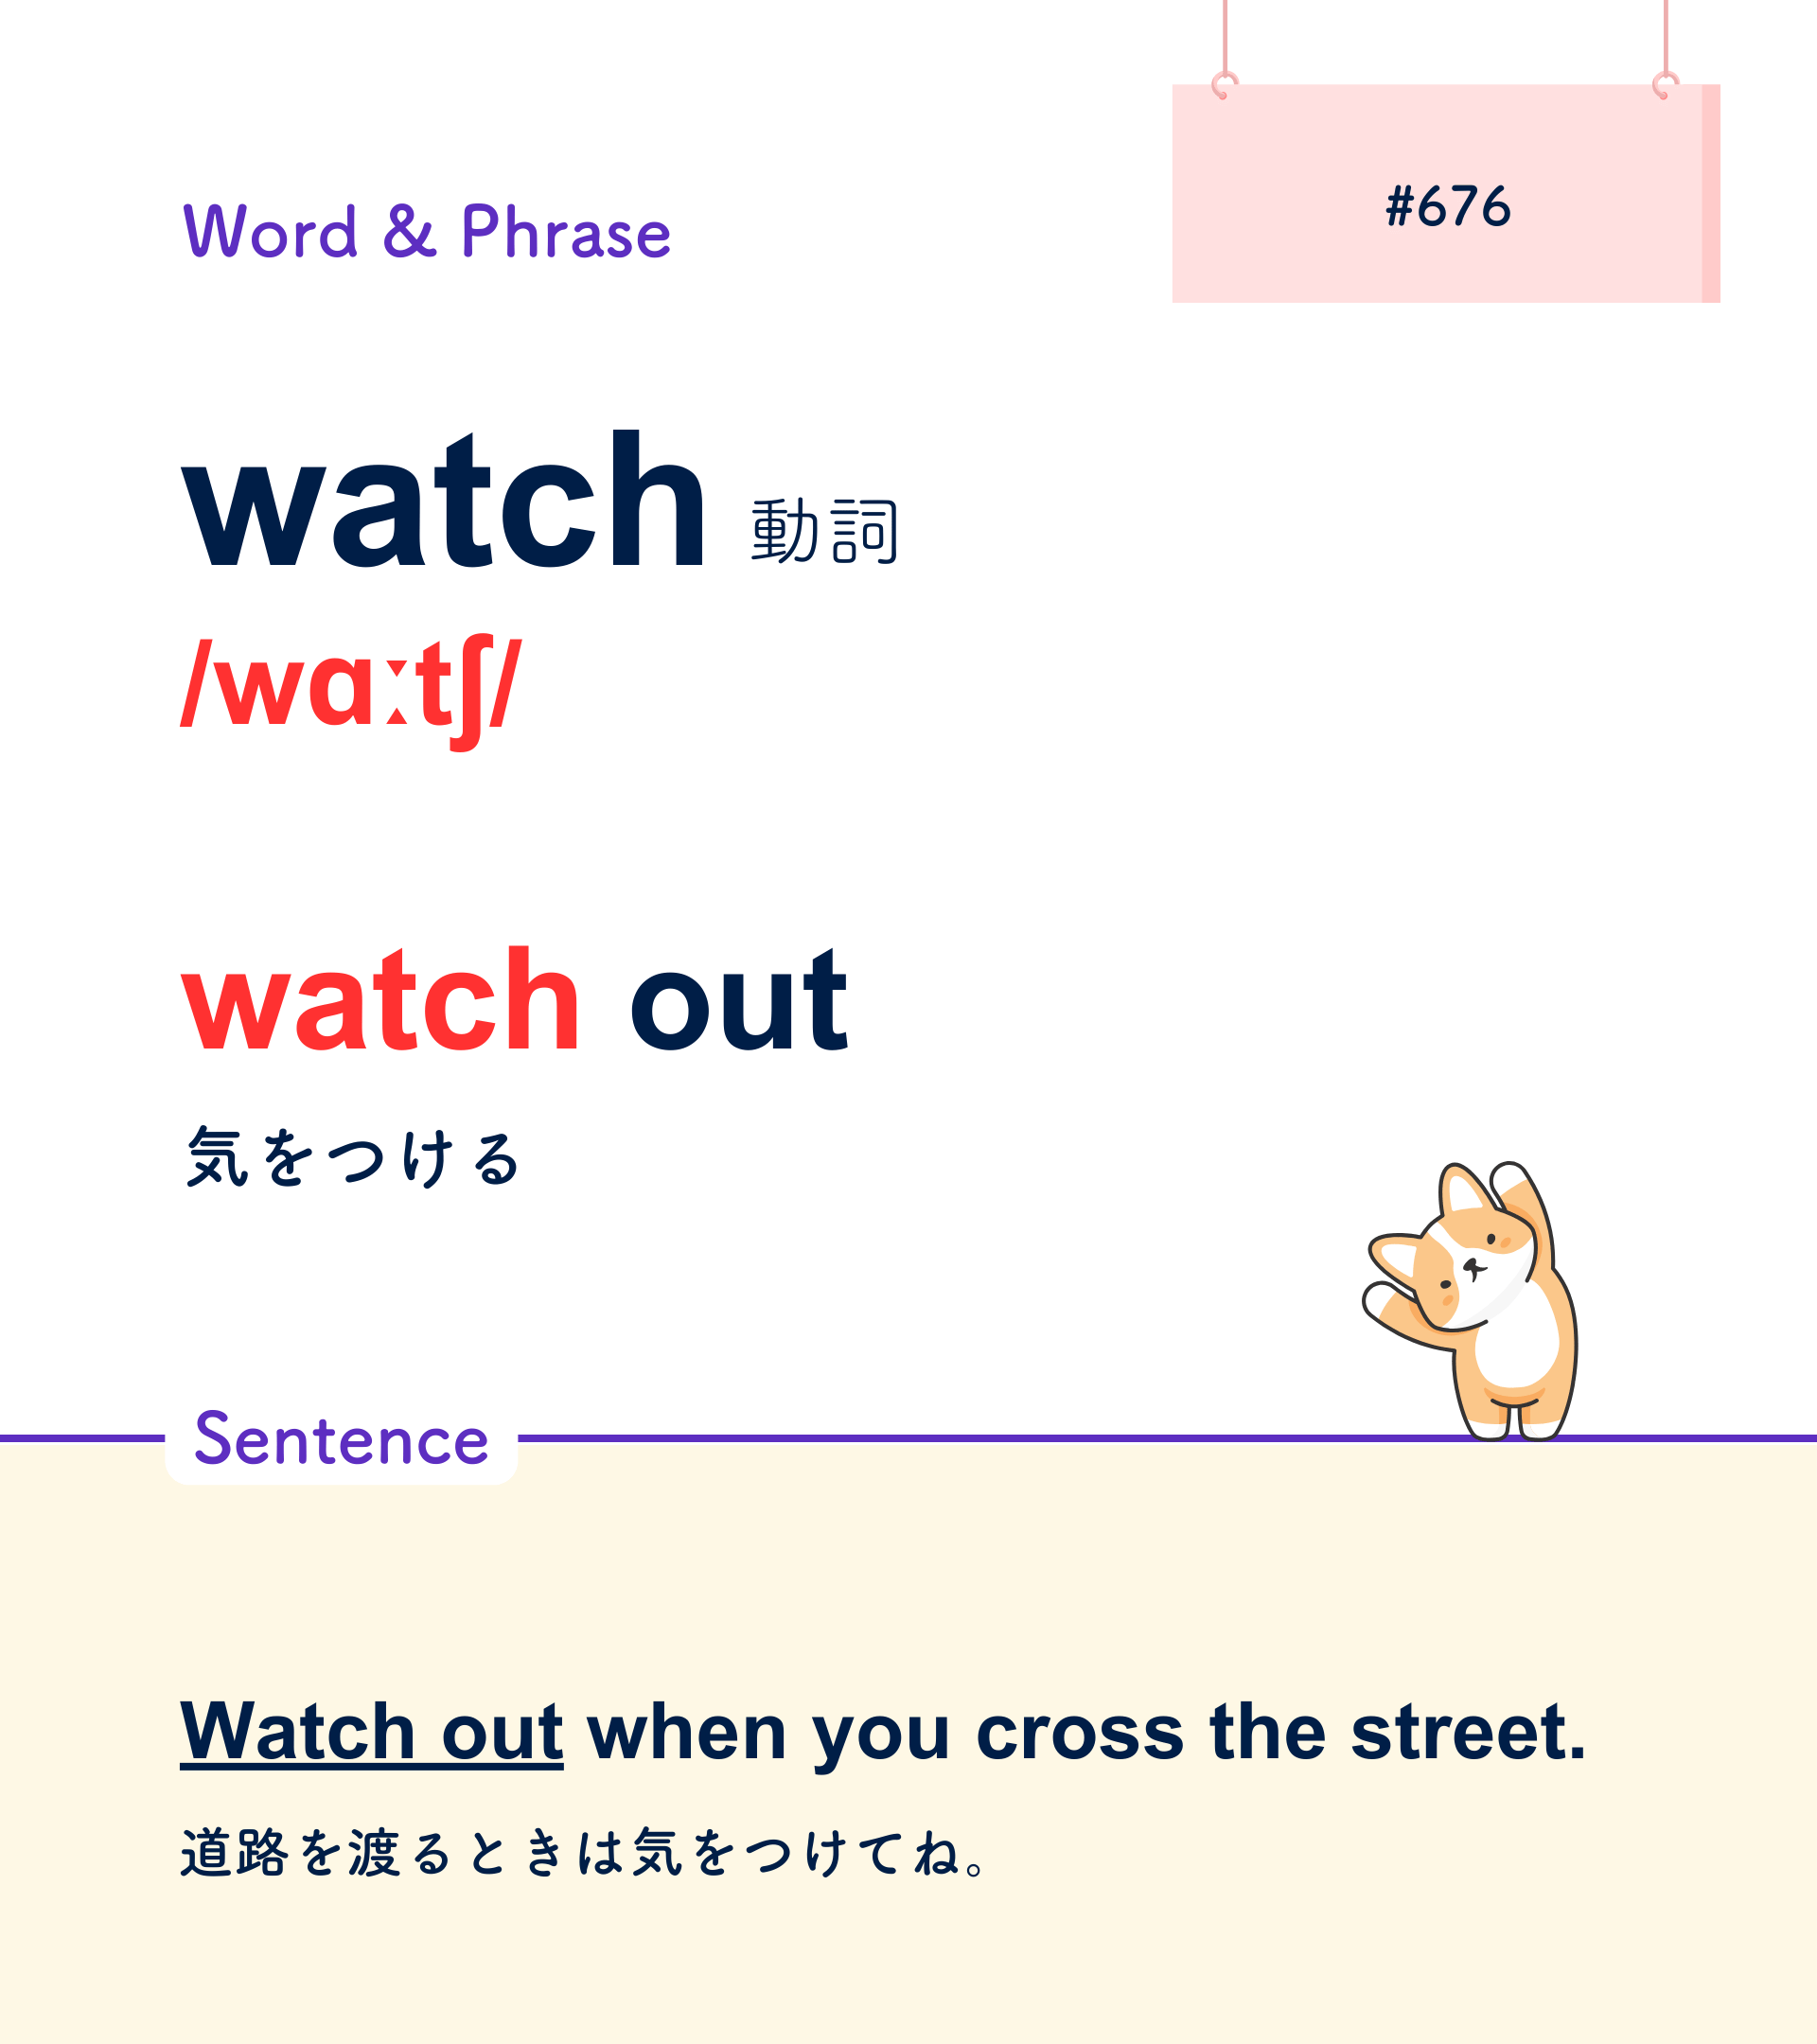 #676
Word & Phrase
watch 動詞
/wɑːtʃ/
watch out
気をつける
Sentence
Watch out when you cross the street.
道路を渡るときは気をつけてね。